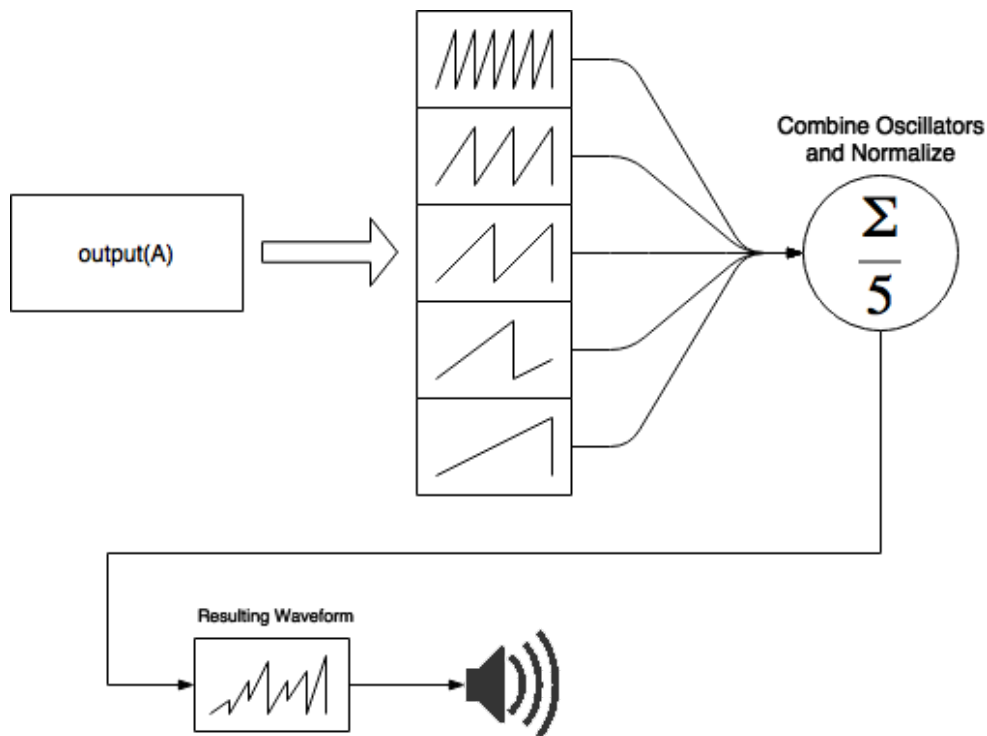 Combine Oscillators
and Normalize
output(A)
Σ
5
Resulting Waveform